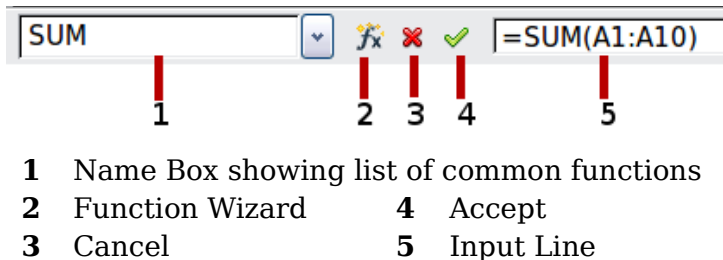 SUM fx =SUM(A1:A10)
1 2 3 4 5
1 Name Box showing list of common functions
2 Function Wizard 4 Accept
3 Cancel 5 Input Line